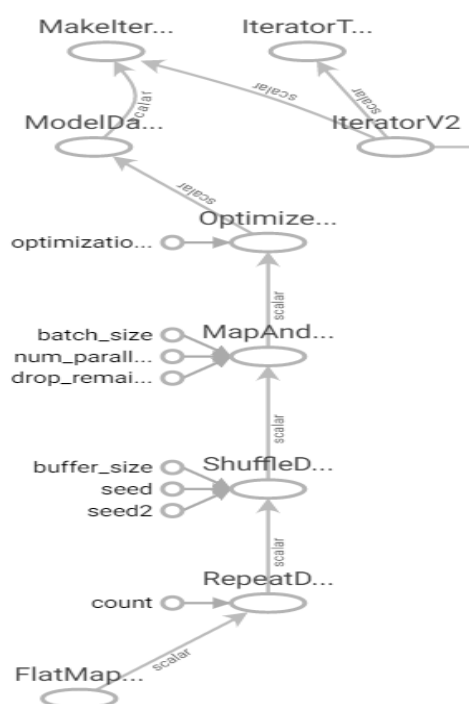 MakeIter... IteratorT...
scalar scalar scalar
ModelDa... IteratorV2
scalar
Optimize...
optimizatio...
scalar
batch_size MapAnd...
num_parall...
drop_remai...
scalar
buffer_size ShuffleD...
seed
seed2
scalar
RepeatD...
count
scalar
FlatMap...